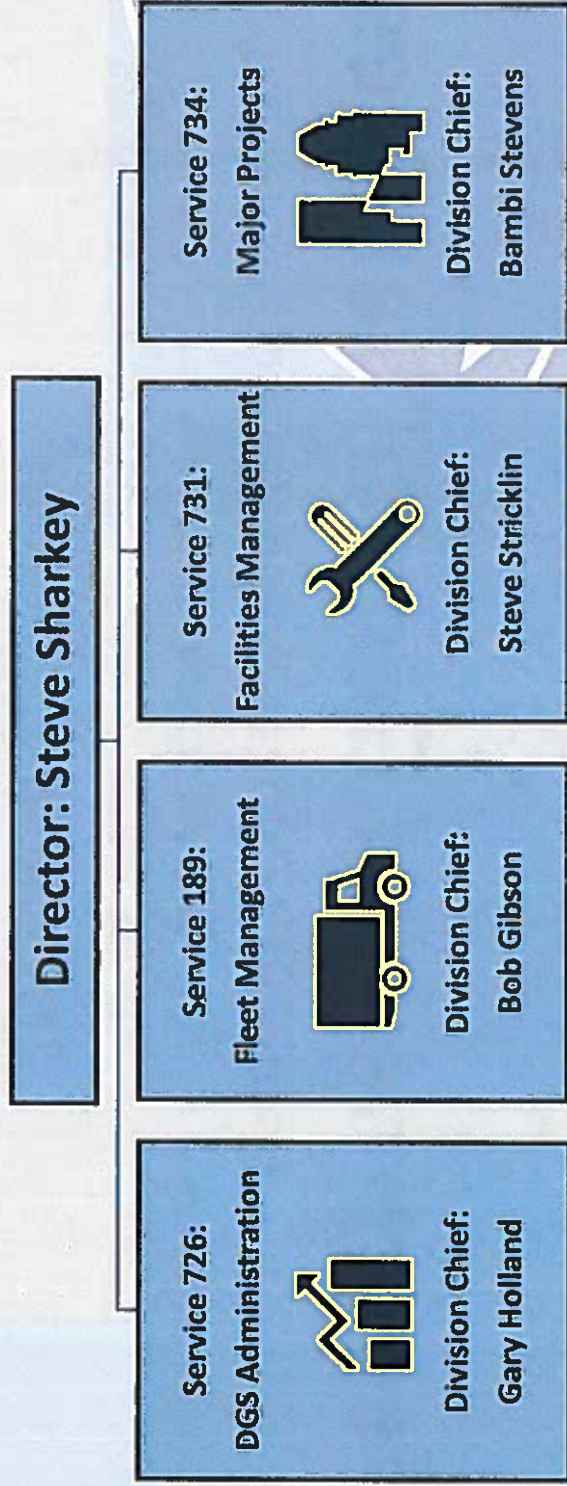 Director: Steve Sharkey
Service 726:
DGS Administration
Division Chief:
Gary Holland
Service 189:
Fleet Management
Division Chief:
Bob Gibson
Service 731:
Facilities Management
Division Chief:
Steve Stricklin
Service 734:
Major Projects
Division Chief:
Bambi Stevens